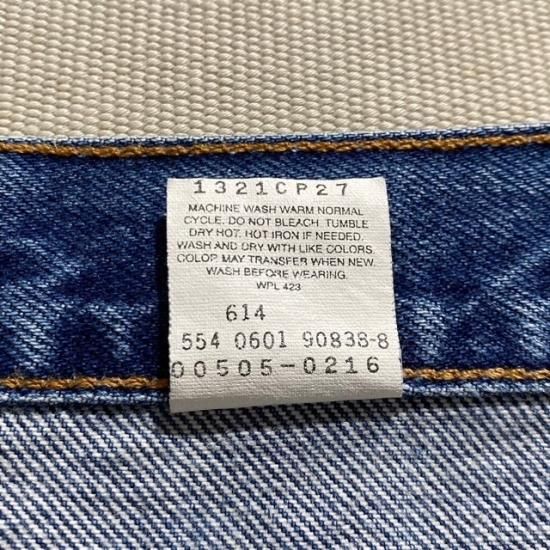 1321CP27
MACHINE WASH WARM NORMAL
CYCLE. DO NOT BLEACH. TUMBLE
DRY HOT. HOT IRON IF NEEDED.
WASH AND DRY WITH LIKE COLORS.
COLOR MAY TRANSFER WHEN NEW.
WASH BEFORE WEARING.
WPL 423
614
554 0601 90838-8
00505-0216